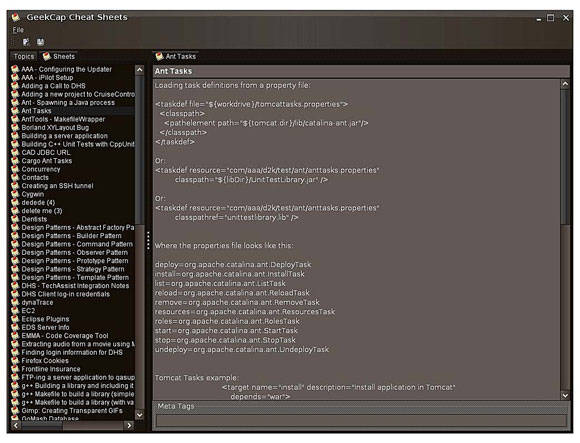 GeekCap Cheat Sheets
File
Topics
Sheets
Ant Tasks
AAA - Configuring the Updater
AAA - iPilot Setup
Adding a Call to DHS
Adding a new project to CruiseContro
Ant - Spawning a Java process
Ant Tasks
AntTools - MakefileWrapper
Borland XYLayout Bug
Building a server application
Building C++ Unit Tests with CppUnit
CAD JDBC URL
Cargo Ant Tasks
Concurrency
Contacts
Creating an SSH tunnel
Cygwin
dedede (4)
delete me (3)
Dentists
Design Patterns - Abstract Factory Pa
Design Patterns - Builder Pattern
Design Patterns - Command Pattern
Design Patterns - Observer Pattern
Design Patterns - Prototype Pattern
Design Patterns - Strategy Pattern
Design Patterns - Template Pattern
DHS - TechAssist Integration Notes
DHS Client log-in credentials
dynaTrace
EC2
Eclipse Plugins
EDS Server Info
EMMA - Code Coverage Tool
Extracting audio from a movie using M
Finding login information for DHS
Firefox Cookies
Frontline Insurance
FTP-ing a server application to qasup
g++ Building a library and including it
g++ Makefile to build a library (simple
g++ Makefile to build a library (with va
Gimp: Creating Transparent GIFs
GoMash Database
Ant Tasks
Loading task definitions from a property file:
<taskdef file="${workdrive}/tomcattasks.properties">
<classpath>
<pathelement path="${tomcat.dir}/lib/catalina-ant.jar"/>
</classpath>
</taskdef>
Or:
<taskdef resource="com/aaa/d2k/test/ant/anttasks.properties"
classpath="${libDir}/UnitTestLibrary.jar" />
Or:
<taskdef resource="com/aaa/d2k/test/ant/anttasks.properties"
classpathref="unittestlibrary.lib" />
Where the properties file looks like this:
deploy=org.apache.catalina.ant.DeployTask
install=org.apache.catalina.ant.InstallTask
list=org.apache.catalina.ant.ListTask
reload=org.apache.catalina.ant.ReloadTask
remove=org.apache.catalina.ant.RemoveTask
resources=org.apache.catalina.ant.ResourcesTask
roles=org.apache.catalina.ant.RolesTask
start=org.apache.catalina.ant.StartTask
stop=org.apache.catalina.ant.StopTask
undeploy=org.apache.catalina.ant.UndeployTask
Tomcat Tasks example:
<target name="install" description="Install application in Tomcat"
depends="war">
Meta Tags